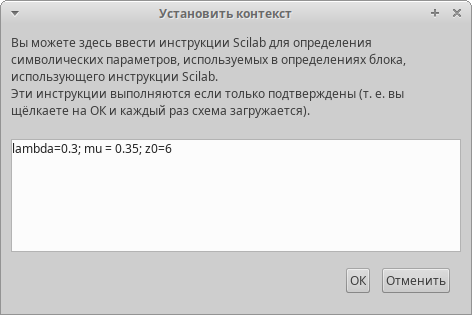 Установить контекст
Вы можете здесь ввести инструкции Scilab для определения
символических параметров, используемых в определениях блока,
использующего инструкции Scilab.
Эти инструкции выполняются если только подтверждены (т. е. вы
щёлкаете на ОК и каждый раз схема загружается).
lambda=0.3; mu = 0.35; z0=6
ОК Отменить